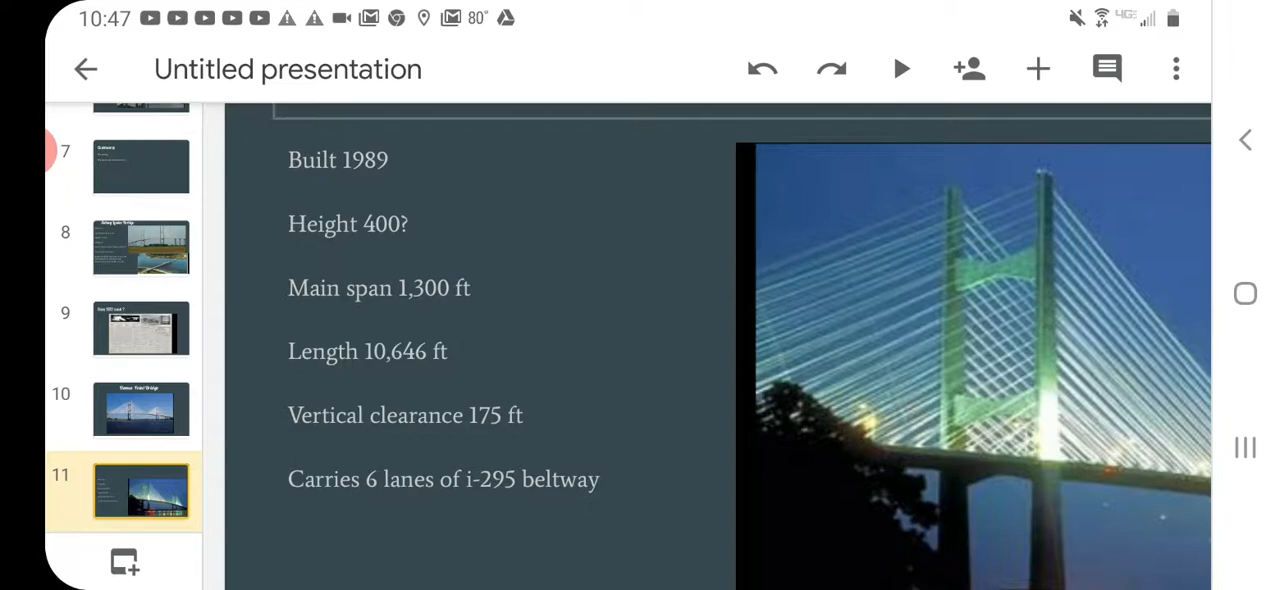 10:47
80°
4GE
Untitled presentation
7
8
9
10
11
Built 1989
Height 400?
Main span 1,300 ft
Length 10,646 ft
Vertical clearance 175 ft
Carries 6 lanes of i-295 beltway